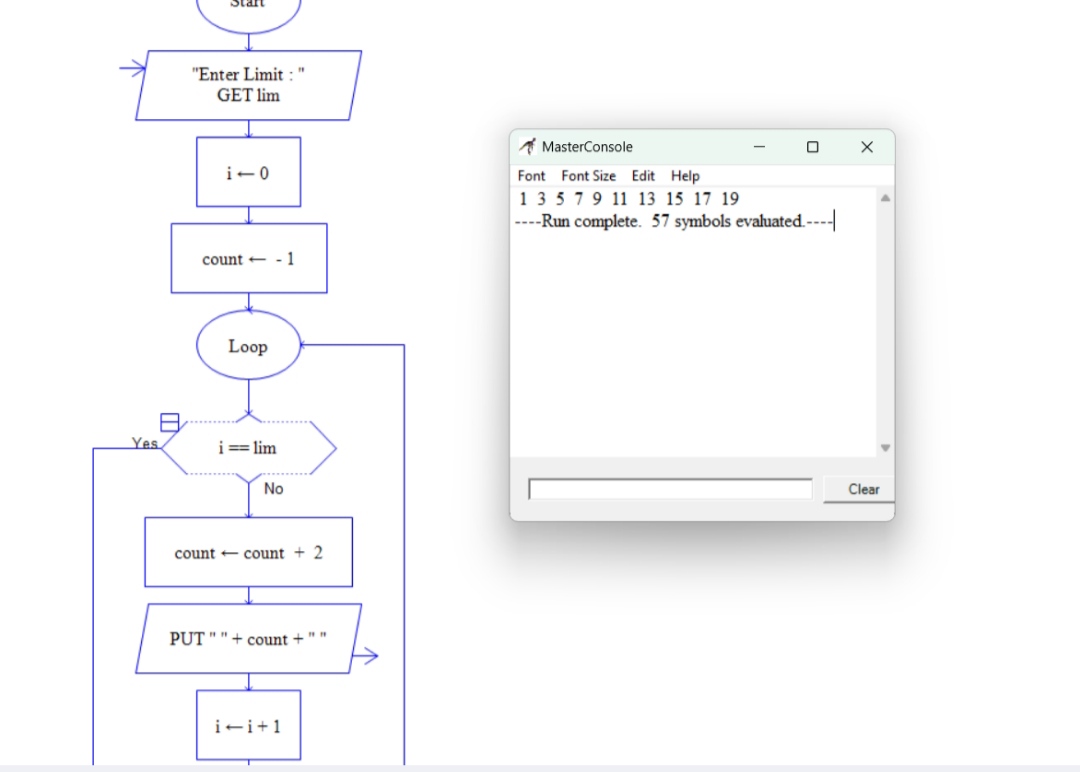 Start
"Enter Limit : "
GET lim
i ← 0
count ← - 1
Loop
Yes
i == lim
No
count ← count + 2
PUT " " + count + " "
i ← i + 1
MasterConsole
Font Font Size Edit Help
1 3 5 7 9 11 13 15 17 19
----Run complete. 57 symbols evaluated.----
Clear